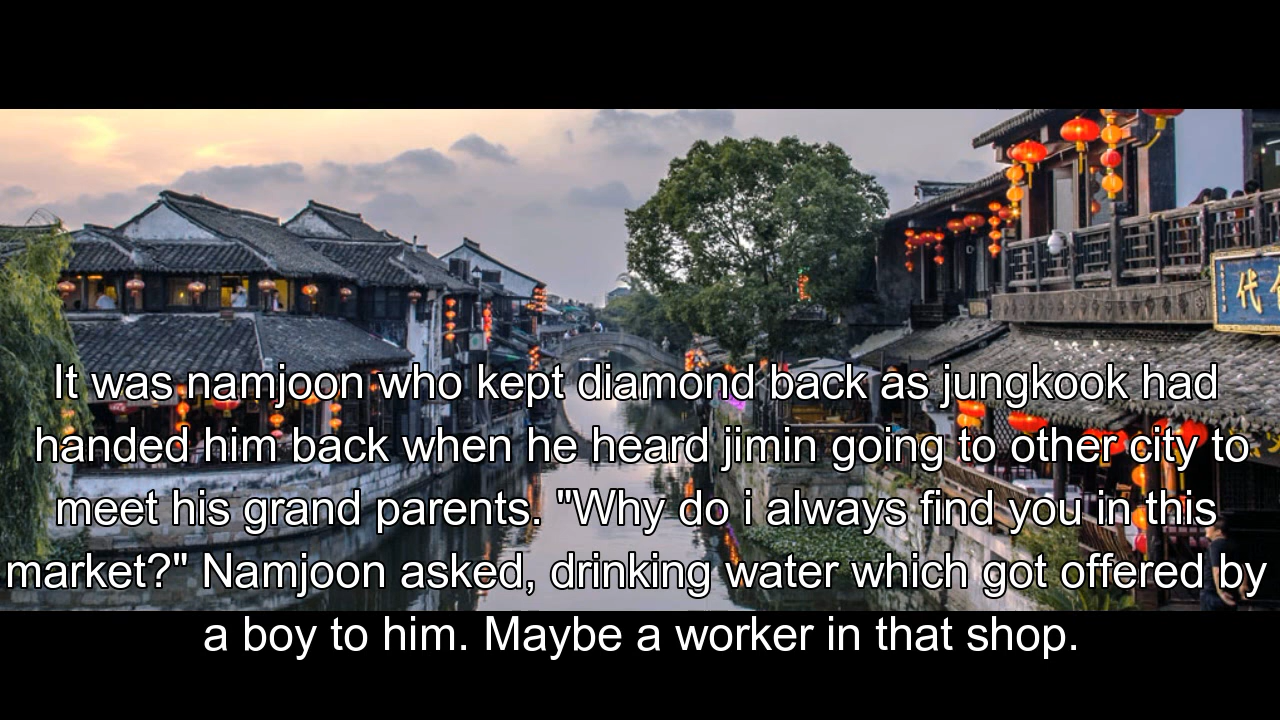 代
It was namjoon who kept diamond back as jungkook had
handed him back when he heard jimin going to other city to
meet his grand parents. "Why do i always find you in this
market?" Namjoon asked, drinking water which got offered by
a boy to him. Maybe a worker in that shop.